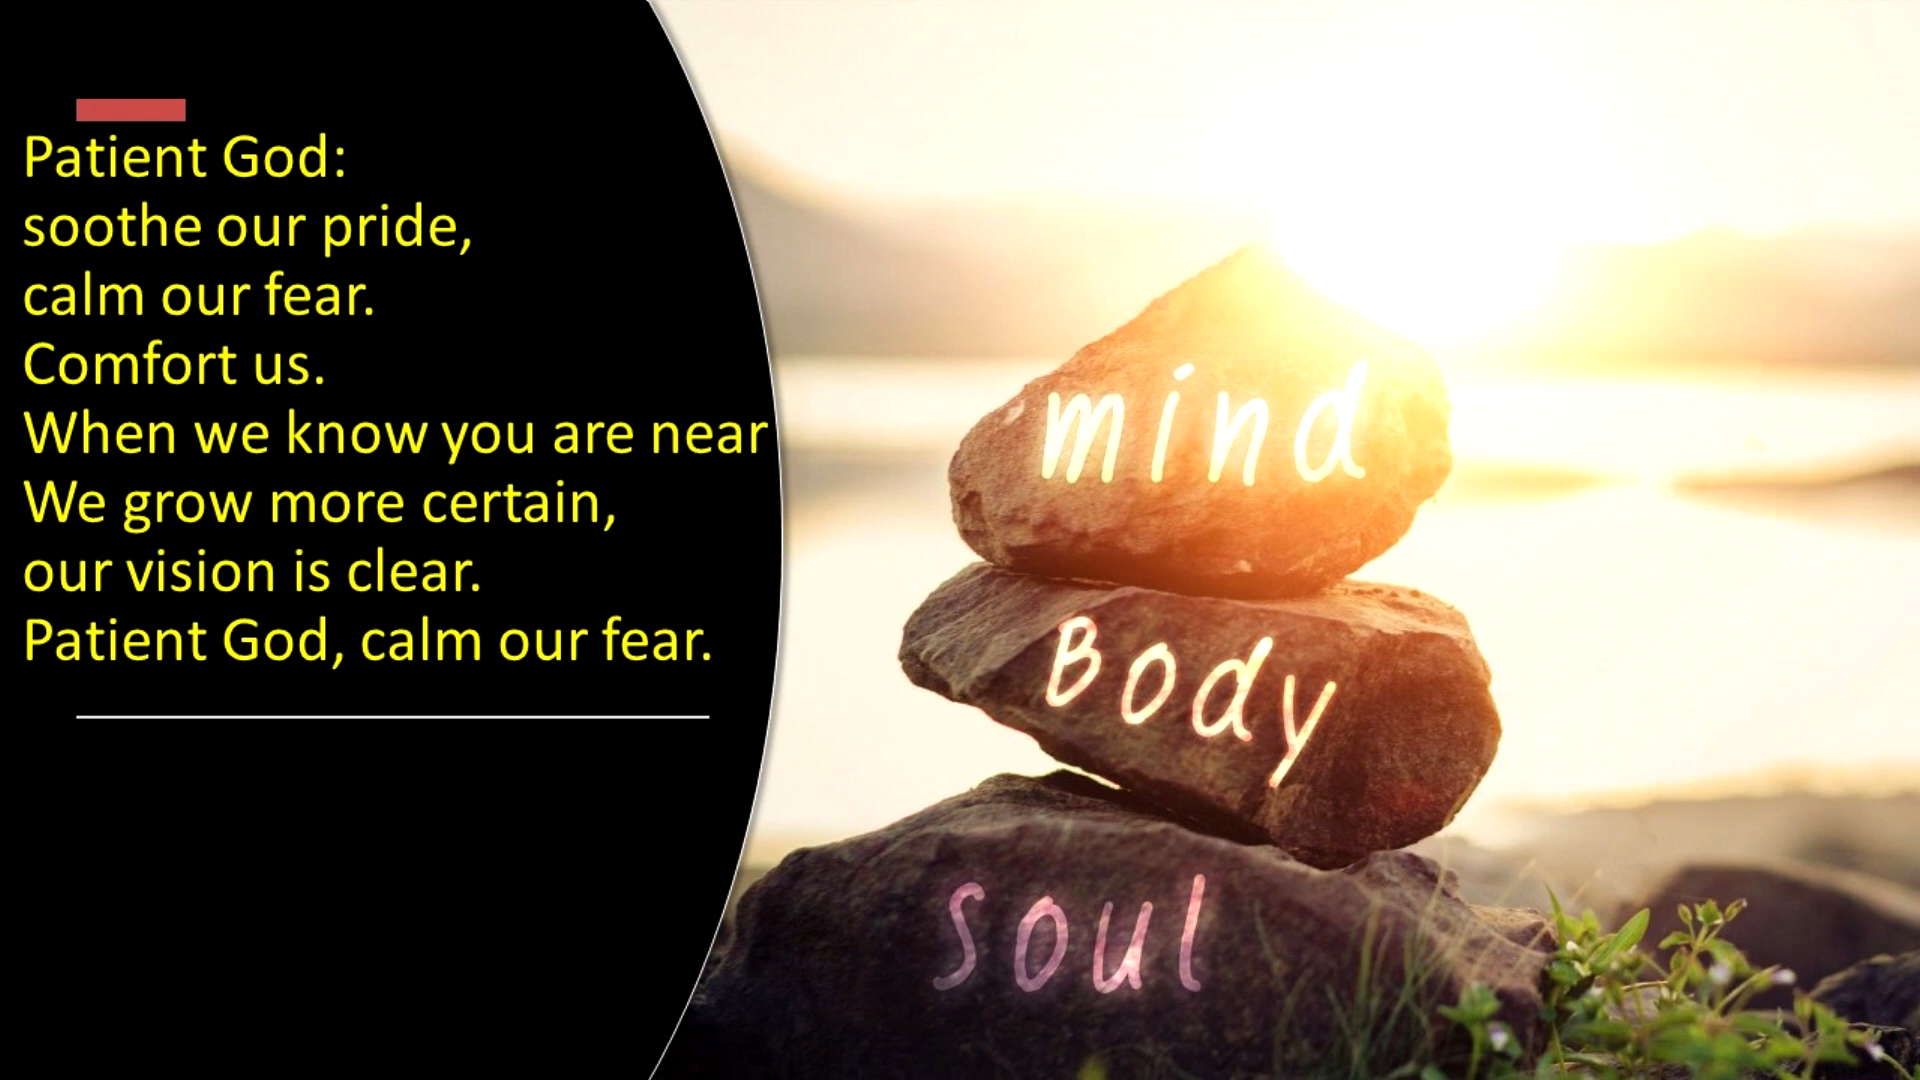 Patient God:
soothe our pride,
calm our fear.
Comfort us.
When we know you are near
We grow more certain,
our vision is clear.
Patient God, calm our fear.
mind
Body
soul